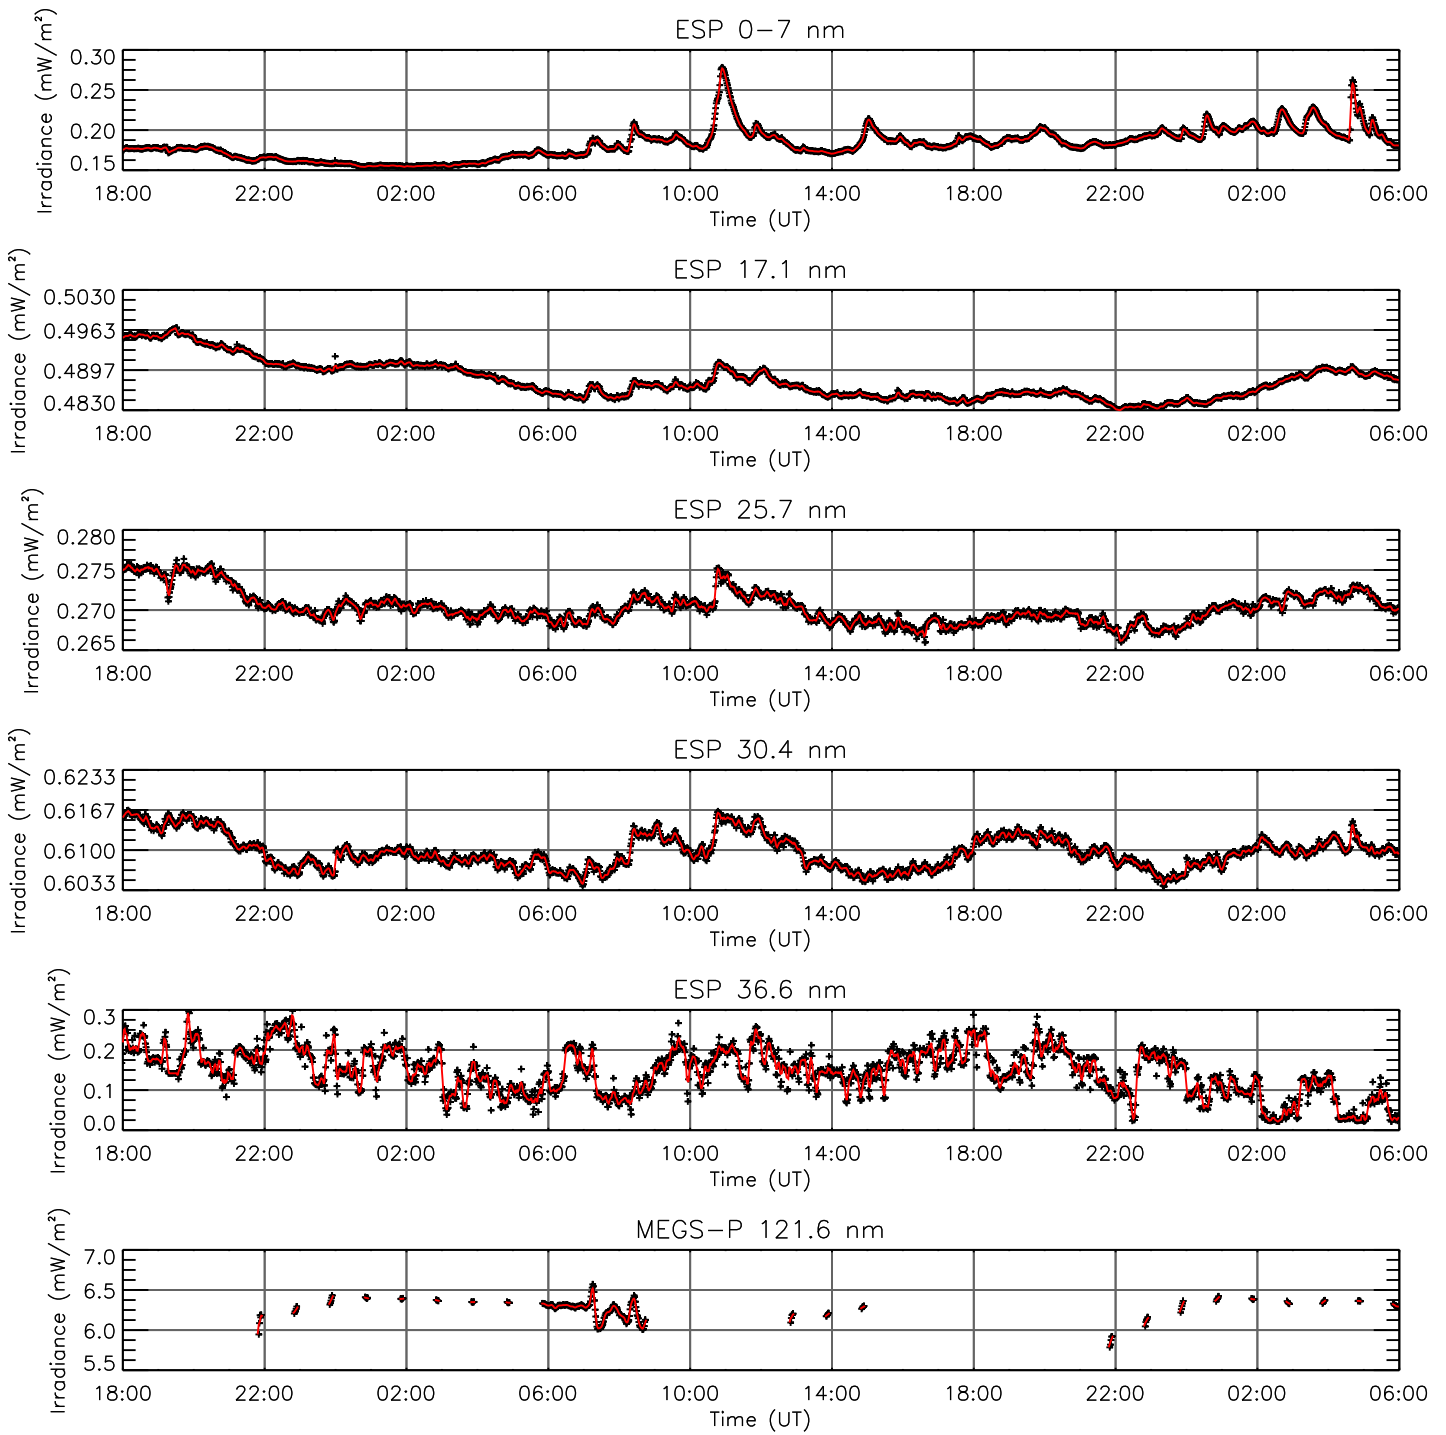 ESP 0–7 nm
Irradiance (mW/m²)
0.30
0.25
0.20
0.15
18:00 22:00 02:00 06:00 10:00 14:00 18:00 22:00 02:00 06:00
Time (UT)
ESP 17.1 nm
Irradiance (mW/m²)
0.5030
0.4963
0.4897
0.4830
18:00 22:00 02:00 06:00 10:00 14:00 18:00 22:00 02:00 06:00
Time (UT)
ESP 25.7 nm
Irradiance (mW/m²)
0.280
0.275
0.270
0.265
18:00 22:00 02:00 06:00 10:00 14:00 18:00 22:00 02:00 06:00
Time (UT)
ESP 30.4 nm
Irradiance (mW/m²)
0.6233
0.6167
0.6100
0.6033
18:00 22:00 02:00 06:00 10:00 14:00 18:00 22:00 02:00 06:00
Time (UT)
ESP 36.6 nm
Irradiance (mW/m²)
0.3
0.2
0.1
0.0
18:00 22:00 02:00 06:00 10:00 14:00 18:00 22:00 02:00 06:00
Time (UT)
MEGS–P 121.6 nm
Irradiance (mW/m²)
7.0
6.5
6.0
5.5
18:00 22:00 02:00 06:00 10:00 14:00 18:00 22:00 02:00 06:00
Time (UT)